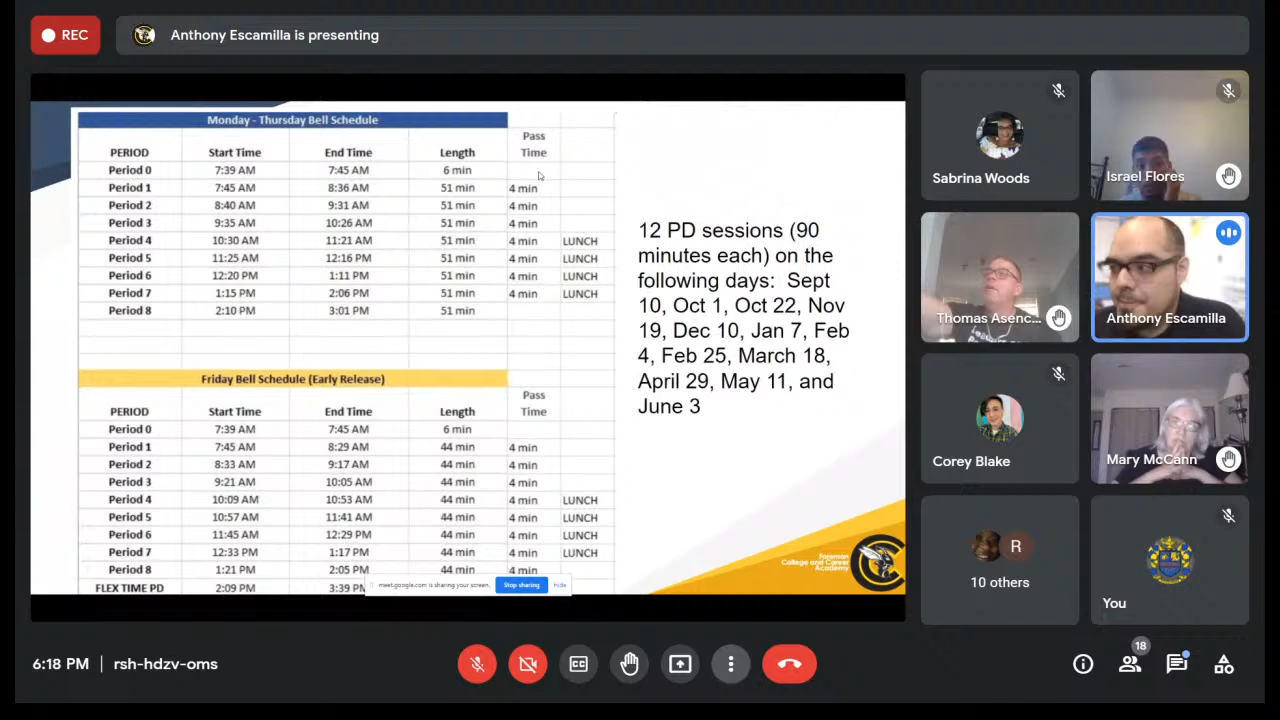 REC
Anthony Escamilla is presenting
Monday - Thursday Bell Schedule
PERIOD Start Time End Time Length Pass Time
Period 0 7:39 AM 7:45 AM 6 min
Period 1 7:45 AM 8:36 AM 51 min 4 min
Period 2 8:40 AM 9:31 AM 51 min 4 min
Period 3 9:35 AM 10:26 AM 51 min 4 min
Period 4 10:30 AM 11:21 AM 51 min 4 min LUNCH
Period 5 11:25 AM 12:16 PM 51 min 4 min LUNCH
Period 6 12:20 PM 1:11 PM 51 min 4 min LUNCH
Period 7 1:15 PM 2:06 PM 51 min 4 min LUNCH
Period 8 2:10 PM 3:01 PM 51 min
Friday Bell Schedule (Early Release)
PERIOD Start Time End Time Length Pass Time
Period 0 7:39 AM 7:45 AM 6 min
Period 1 7:45 AM 8:29 AM 44 min 4 min
Period 2 8:33 AM 9:17 AM 44 min 4 min
Period 3 9:21 AM 10:05 AM 44 min 4 min
Period 4 10:09 AM 10:53 AM 44 min 4 min LUNCH
Period 5 10:57 AM 11:41 AM 44 min 4 min LUNCH
Period 6 11:45 AM 12:29 PM 44 min 4 min LUNCH
Period 7 12:33 PM 1:17 PM 44 min 4 min LUNCH
Period 8 1:21 PM 2:05 PM 44 min 4 min
FLEX TIME PD 2:09 PM 3:39 PM
meet.google.com is sharing your screen.
Stop sharing
hide
12 PD sessions (90
minutes each) on the
following days: Sept
10, Oct 1, Oct 22, Nov
19, Dec 10, Jan 7, Feb
4, Feb 25, March 18,
April 29, May 11, and
June 3
Foreman
College and Career
Academy
Sabrina Woods
Israel Flores
Thomas Asenc...
Anthony Escamilla
Corey Blake
Mary McCann
R
10 others
You
6:18 PM | rsh-hdzv-oms
CC
18